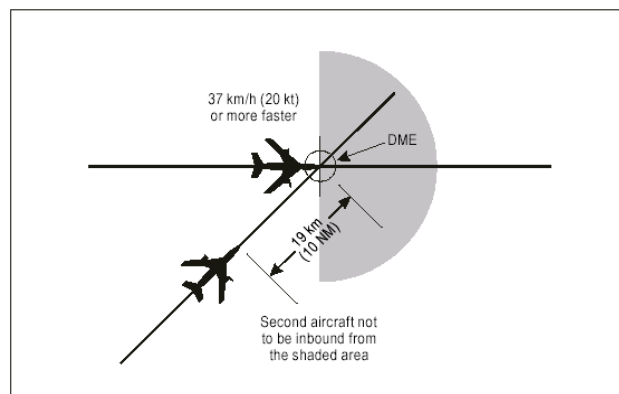 37 km/h (20 kt)
or more faster
DME
19 km
(10 NM)
Second aircraft not
to be inbound from
the shaded area